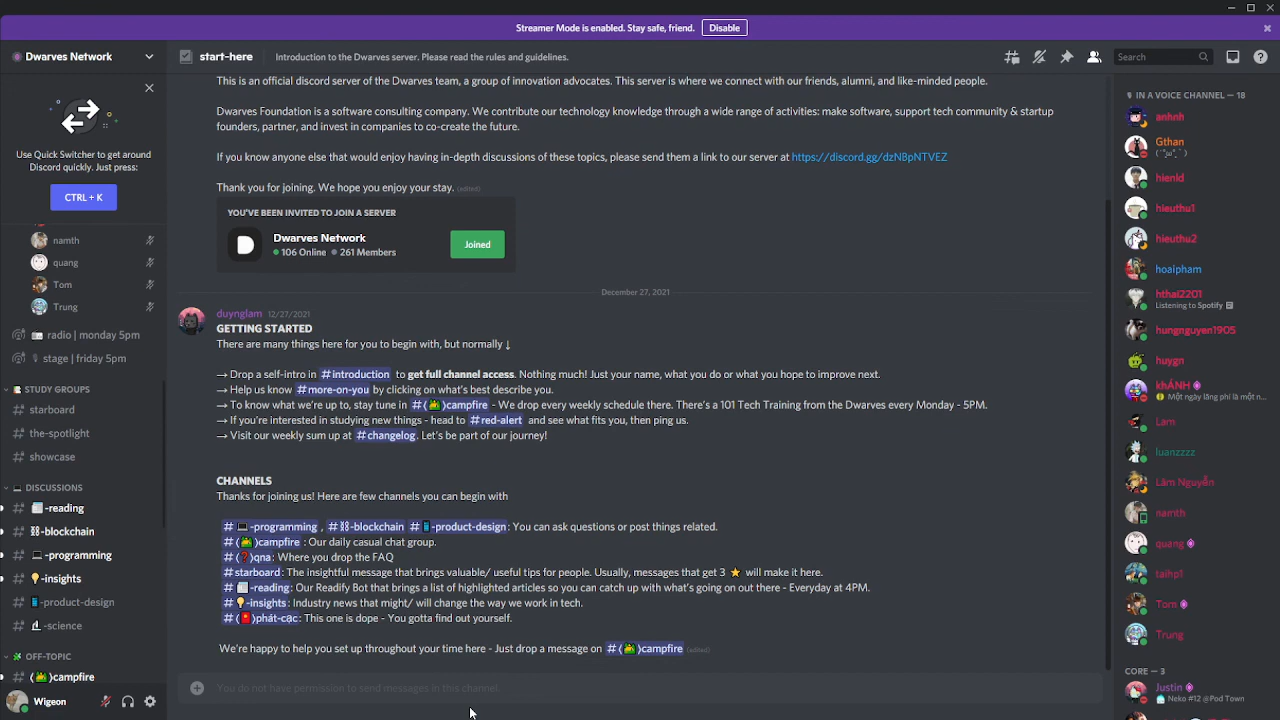 Streamer Mode is enabled. Stay safe, friend. Disable
Dwarves Network
start-here
Introduction to the Dwarves server. Please read the rules and guidelines.
Search
Use Quick Switcher to get around
Discord quickly. Just press:
CTRL + K
namth
quang
Tom
Trung
radio | monday 5pm
stage | friday 5pm
STUDY GROUPS
# starboard
# the-spotlight
# showcase
DISCUSSIONS
# -reading
# -blockchain
# -programming
# -insights
# -product-design
# -science
OFF-TOPIC
# ( )campfire
Wigeon
This is an official discord server of the Dwarves team, a group of innovation advocates. This server is where we connect with our friends, alumni, and like-minded people.
Dwarves Foundation is a software consulting company. We contribute our technology knowledge through a wide range of activities: make software, support tech community & startup
founders, partner, and invest in companies to co-create the future.
If you know anyone else that would enjoy having in-depth discussions of these topics, please send them a link to our server at https://discord.gg/dzNBpNTVEZ
Thank you for joining. We hope you enjoy your stay. (edited)
YOU'VE BEEN INVITED TO JOIN A SERVER
D
Dwarves Network
106 Online 261 Members
Joined
December 27, 2021
duynglam 12/27/2021
GETTING STARTED
There are many things here for you to begin with, but normally ↓
→ Drop a self-intro in #introduction to get full channel access. Nothing much! Just your name, what you do or what you hope to improve next.
→ Help us know #more-on-you by clicking on what's best describe you.
→ To know what we're up to, stay tune in #( )campfire - We drop every weekly schedule there. There's a 101 Tech Training from the Dwarves every Monday - 5PM.
→ If you're interested in studying new things - head to #red-alert and see what fits you, then ping us.
→ Visit our weekly sum up at #changelog. Let's be part of our journey!
CHANNELS
Thanks for joining us! Here are few channels you can begin with
# -programming , # -blockchain # -product-design: You can ask questions or post things related.
#( )campfire : Our daily casual chat group.
#(❓)qna: Where you drop the FAQ
#starboard: The insightful message that brings valuable/ useful tips for people. Usually, messages that get 3 ⭐ will make it here.
# -reading: Our Readify Bot that brings a list of highlighted articles so you can catch up with what's going on out there - Everyday at 4PM.
# -insights: Industry news that might/ will change the way we work in tech.
#( )phát-cạc: This one is dope - You gotta find out yourself.
We're happy to help you set up throughout your time here - Just drop a message on #( )campfire (edited)
You do not have permission to send messages in this channel.
IN A VOICE CHANNEL — 18
anhnh
Gthan
hienld
hieuthu1
hieuthu2
hoaipham
hthai2201
Listening to Spotify
hungnguyen1905
huygn
khÁNH
Một ngày lãng phí là một n...
Lam
luanzzzz
Lâm Nguyễn
namth
quang
taihp1
Tom
Trung
CORE — 3
Justin
Neko #12 @Pod Town